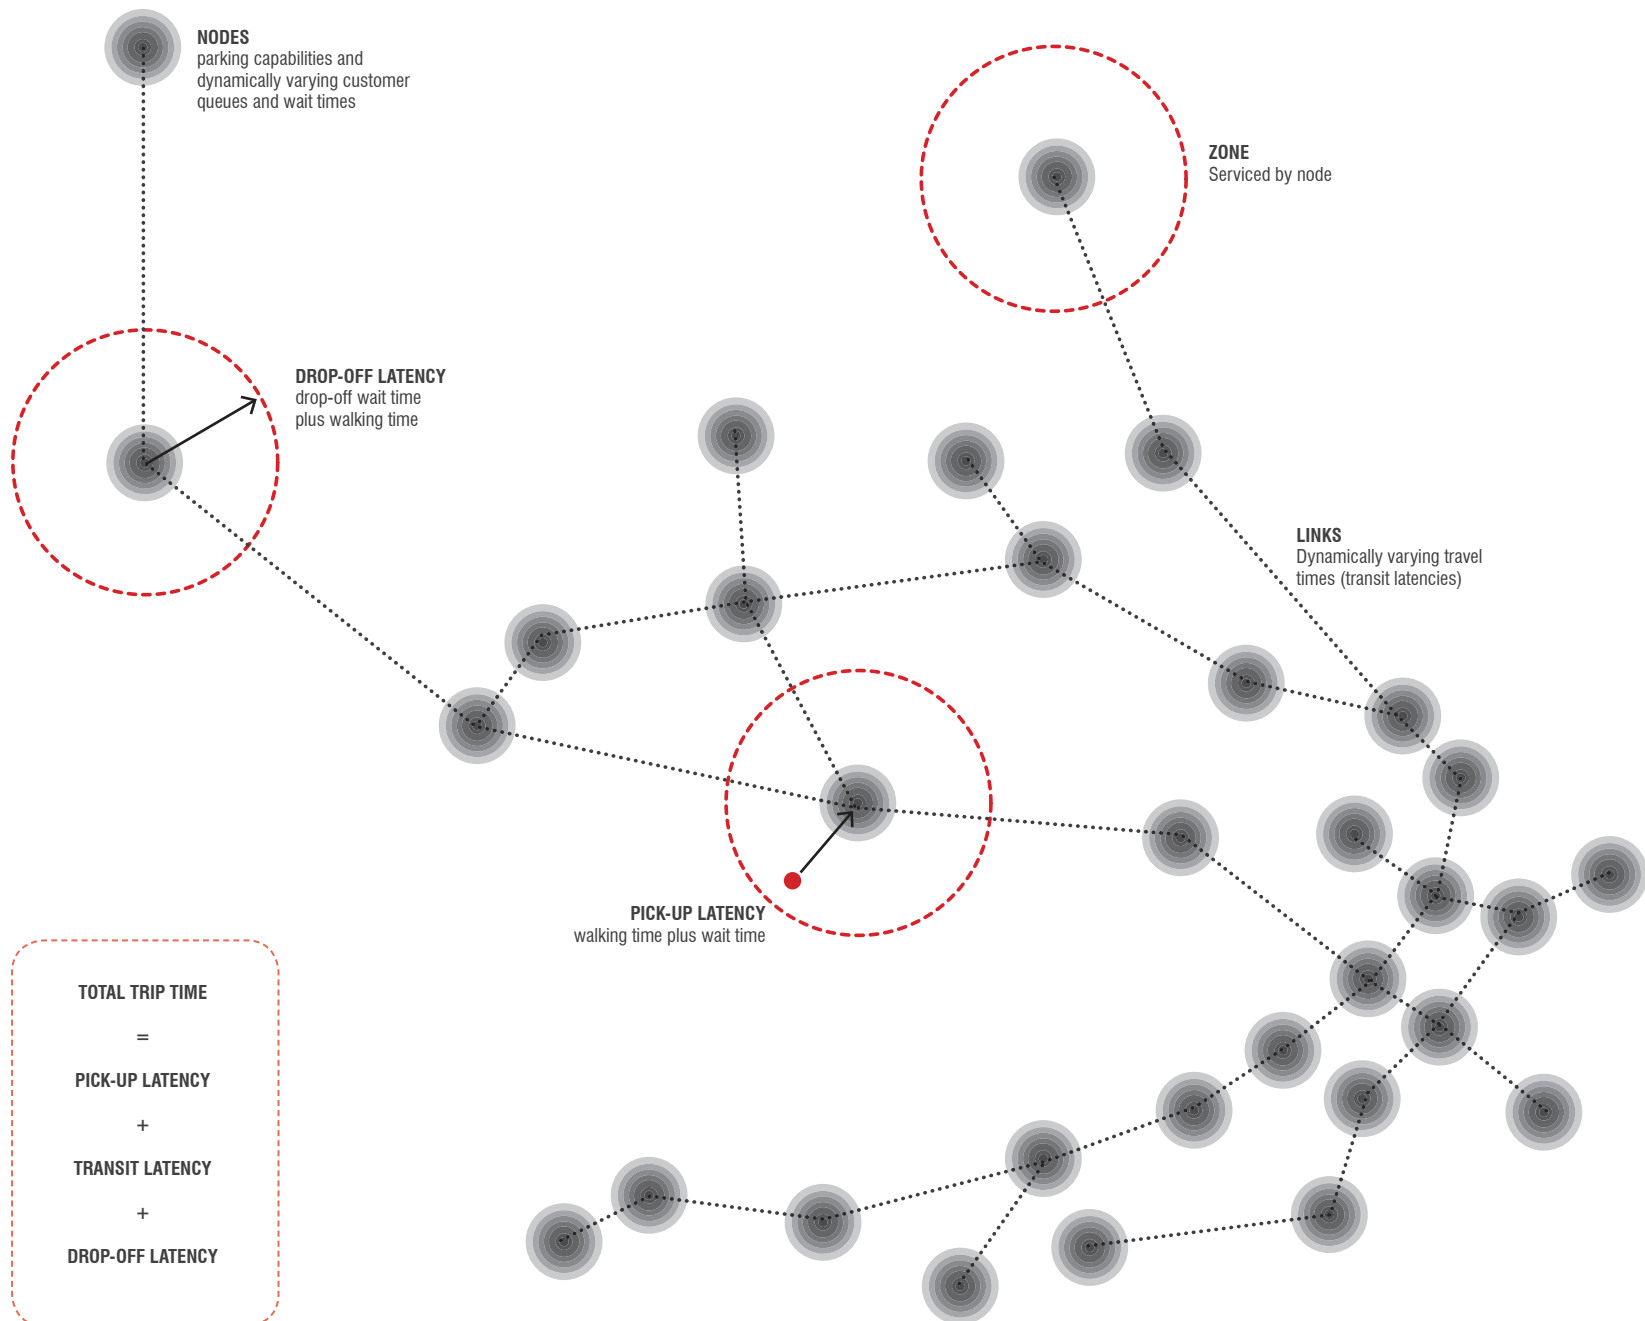 NODES
parking capabilities and
dynamically varying customer
queues and wait times
ZONE
Serviced by node
DROP-OFF LATENCY
drop-off wait time
plus walking time
LINKS
Dynamically varying travel
times (transit latencies)
PICK-UP LATENCY
walking time plus wait time
TOTAL TRIP TIME
=
PICK-UP LATENCY
+
TRANSIT LATENCY
+
DROP-OFF LATENCY